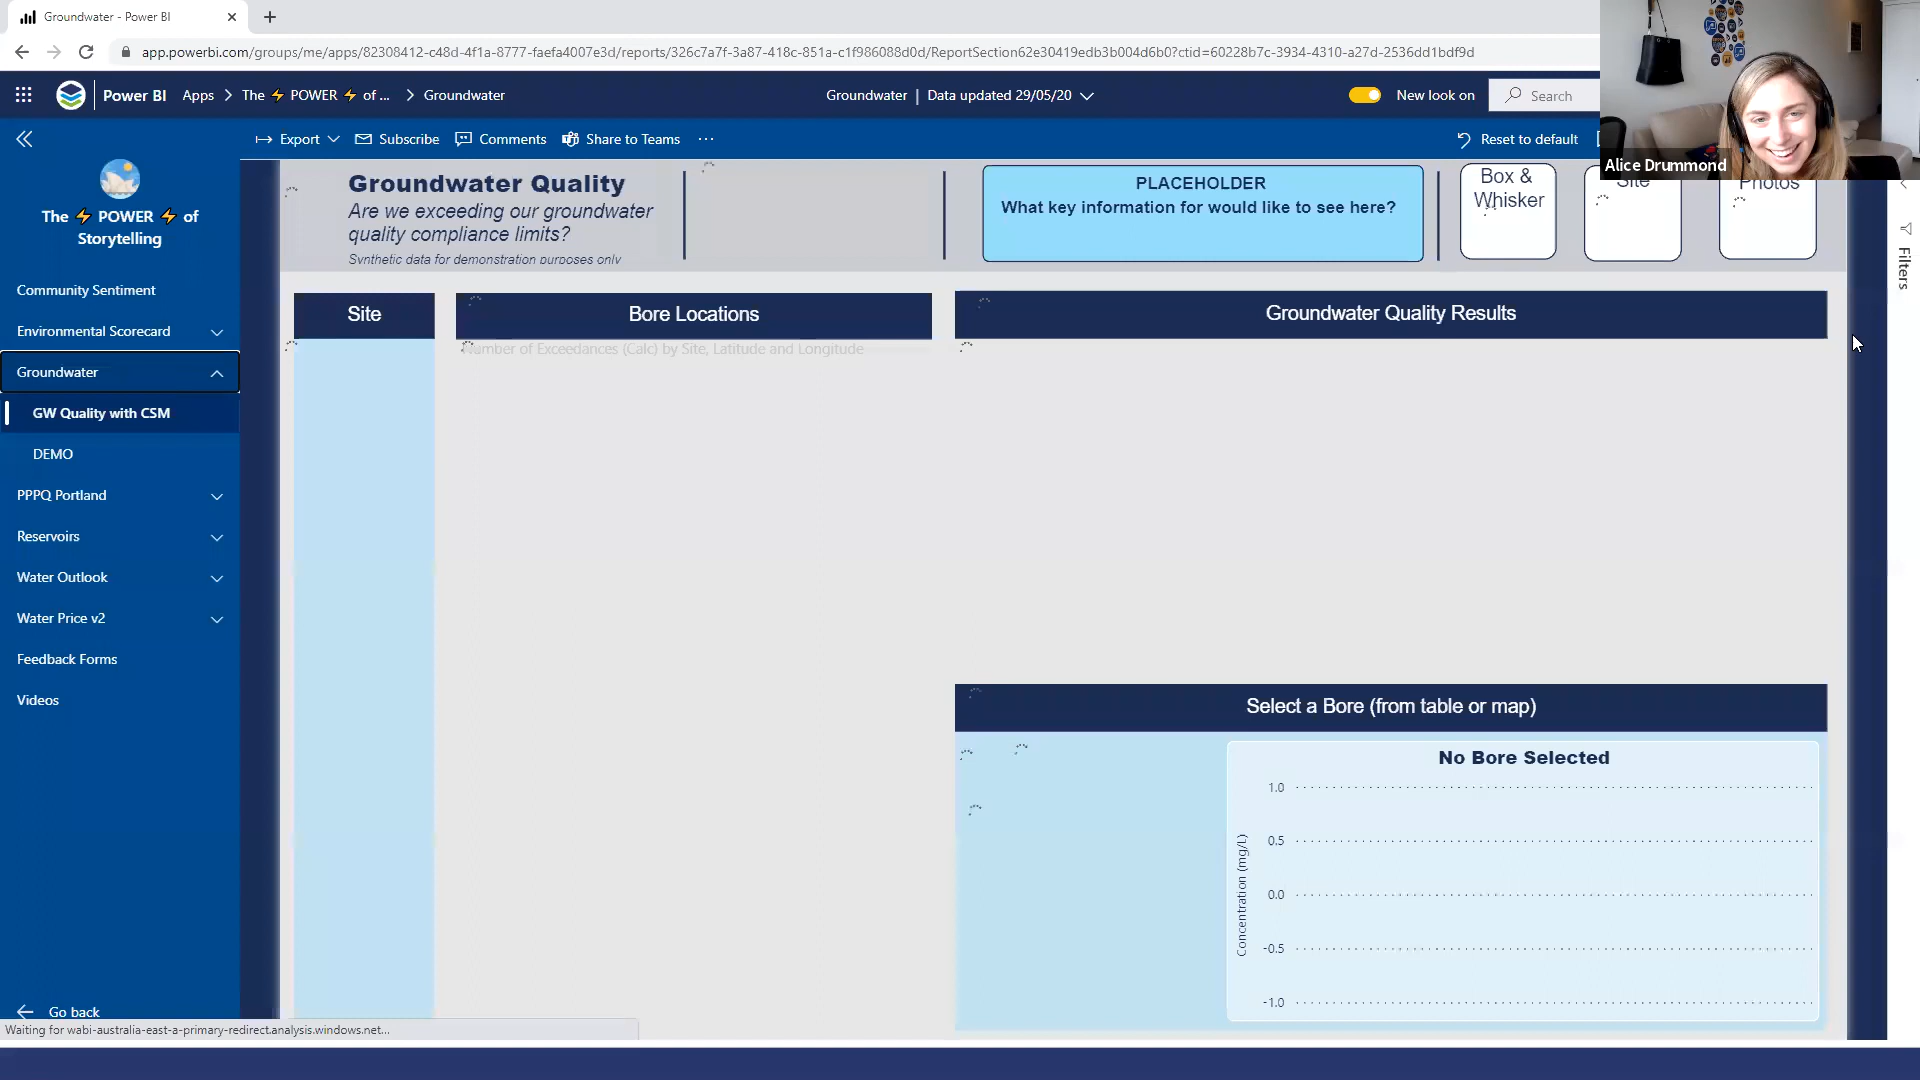 Groundwater - Power BI
app.powerbi.com/groups/me/apps/82308412-c48d-4f1a-8777-faefa4007e3d/reports/326c7a7f-3a87-418c-851a-c1f986088d0d/ReportSection62e30419edb3b004d6b0?ctid=60228b7c-3934-4310-a27d-2536dd1bdf9d
Power BI Apps > The ⚡ POWER ⚡ of ... > Groundwater
Groundwater | Data updated 29/05/20
New look on
Search
Alice Drummond
Export
Subscribe
Comments
Share to Teams
...
Reset to default
The ⚡ POWER ⚡ of
Storytelling
Community Sentiment
Environmental Scorecard
Groundwater
GW Quality with CSM
DEMO
PPPQ Portland
Reservoirs
Water Outlook
Water Price v2
Feedback Forms
Videos
Go back
Waiting for wabi-australia-east-a-primary-redirect.analysis.windows.net...
Groundwater Quality
Are we exceeding our groundwater
quality compliance limits?
Synthetic data for demonstration purposes only
PLACEHOLDER
What key information for would like to see here?
Box &
Whisker
Site
Photos
Filters
Site
Bore Locations
Number of Exceedances (Calc) by Site, Latitude and Longitude
Groundwater Quality Results
Select a Bore (from table or map)
No Bore Selected
Concentration (mg/L)
1.0
0.5
0.0
-0.5
-1.0